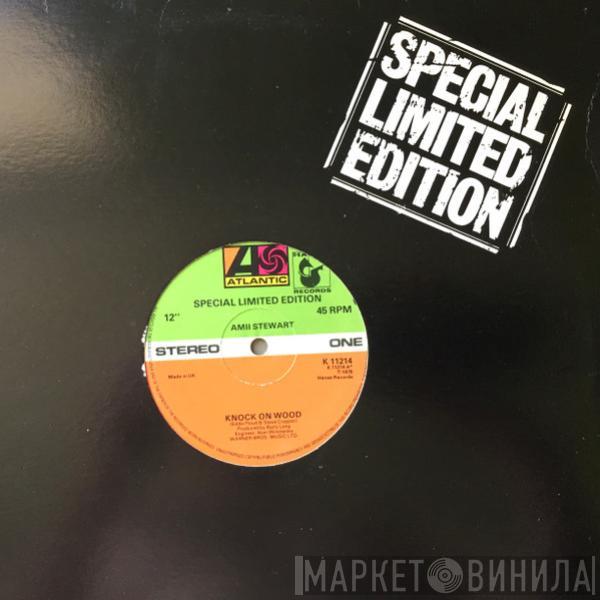 SPECIAL
LIMITED
EDITION
ATLANTIC
RECORDS
SPECIAL LIMITED EDITION
12"
45 RPM
AMII STEWART
STEREO
ONE
Made in UK
K 11214
Hansa Records
KNOCK ON WOOD
WARNER BROS. MUSIC LTD.
МАРКЕТ ВИНИЛА